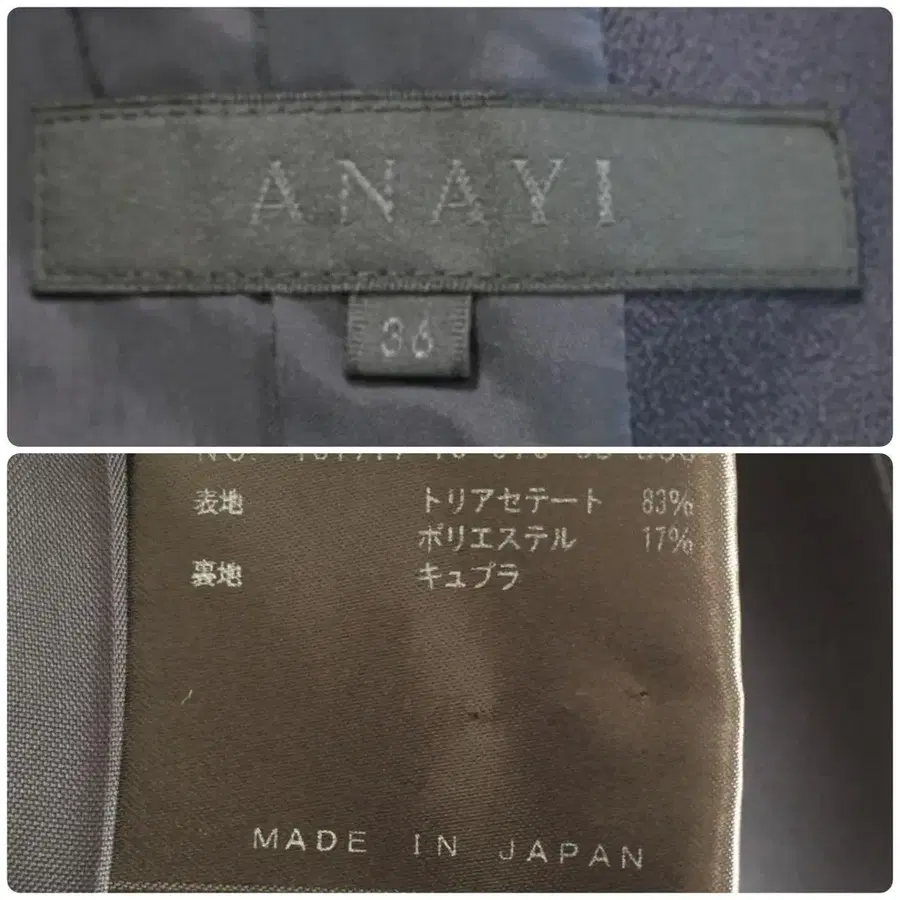 ANAYI
36
NO.
表地 トリアセテート 83%
ポリエステル 17%
裏地 キュプラ
MADE IN JAPAN